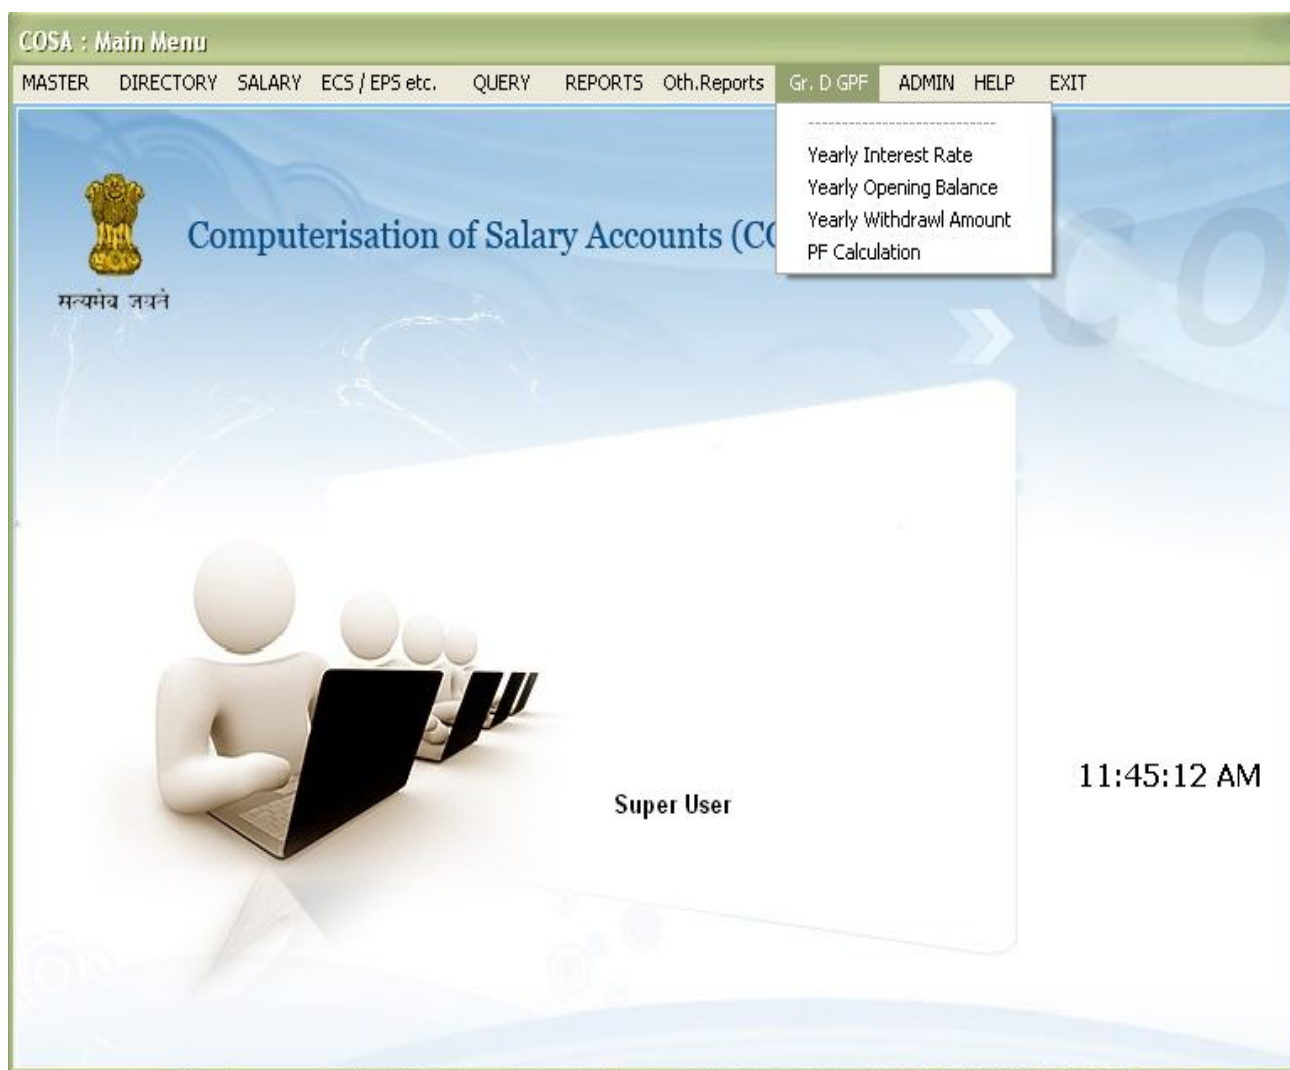 COSA : Main Menu
MASTER DIRECTORY SALARY ECS / EPS etc. QUERY REPORTS Oth.Reports Gr. D GPF ADMIN HELP EXIT
----------------------------
Yearly Interest Rate
Yearly Opening Balance
Yearly Withdrawl Amount
PF Calculation
Computerisation of Salary Accounts (CO
सत्यमेव जयते
CO
Super User
11:45:12 AM